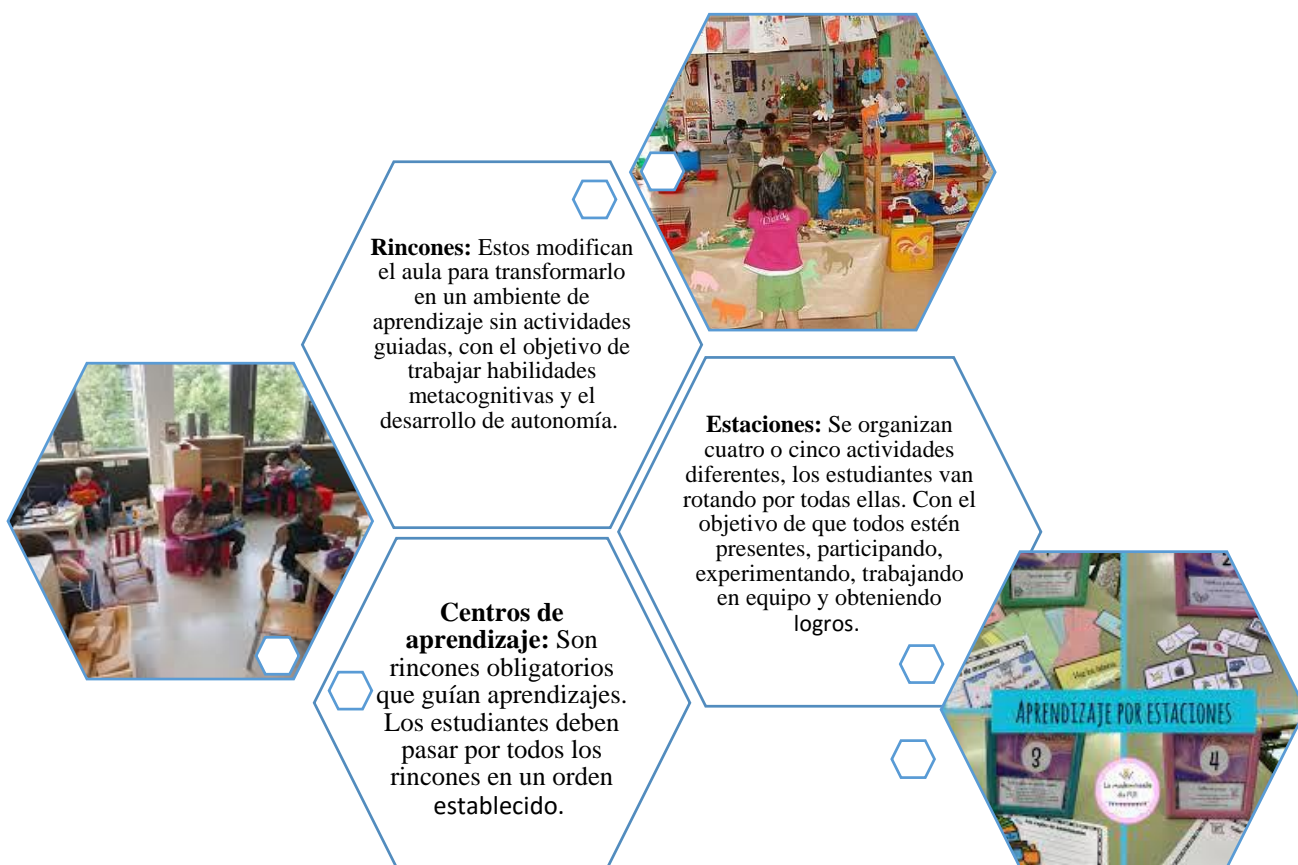 Rincones: Estos modifican
el aula para transformarlo
en un ambiente de
aprendizaje sin actividades
guiadas, con el objetivo de
trabajar habilidades
metacognitivas y el
desarrollo de autonomía.
Estaciones: Se organizan
cuatro o cinco actividades
diferentes, los estudiantes van
rotando por todas ellas. Con el
objetivo de que todos estén
presentes, participando,
experimentando, trabajando
en equipo y obteniendo
logros.
Centros de
aprendizaje: Son
rincones obligatorios
que guían aprendizajes.
Los estudiantes deben
pasar por todos los
rincones en un orden
establecido.
APRENDIZAJE POR ESTACIONES
3
4